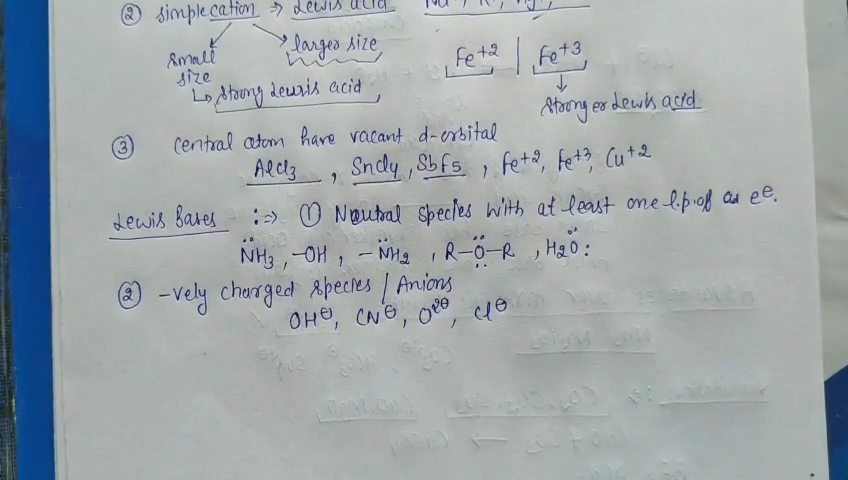 ② simple cation ⇒ Lewis acid
small size
larger size
Fe+2 | Fe+3
↳ strong Lewis acid
↓
stronger Lewis acid
③ central atom have vacant d-orbital
AlCl3, SnCl4, SbF5, Fe+2, Fe+3, Cu+2
Lewis Bases :⇒ ① Neutral species with at least one l.p. of e⊖.
N̈H3, -OH, -N̈H2, R-Ö-R, H2Ö:
② -vely charged species / Anions
OH⊖, CN⊖, O2⊖, Cl⊖